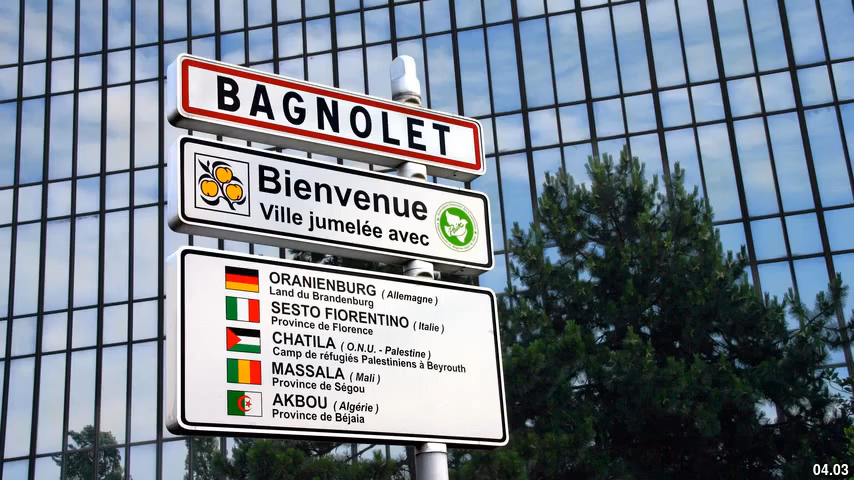 BAGNOLET
Bienvenue
Ville jumelée avec
ORANIENBURG ( Allemagne )
Land du Brandenburg
SESTO FIORENTINO ( Italie )
Province de Florence
CHATILA ( O.N.U. - Palestine )
Camp de réfugiés Palestiniens à Beyrouth
MASSALA ( Mali )
Province de Ségou
AKBOU ( Algérie )
Province de Béjaia
04.03